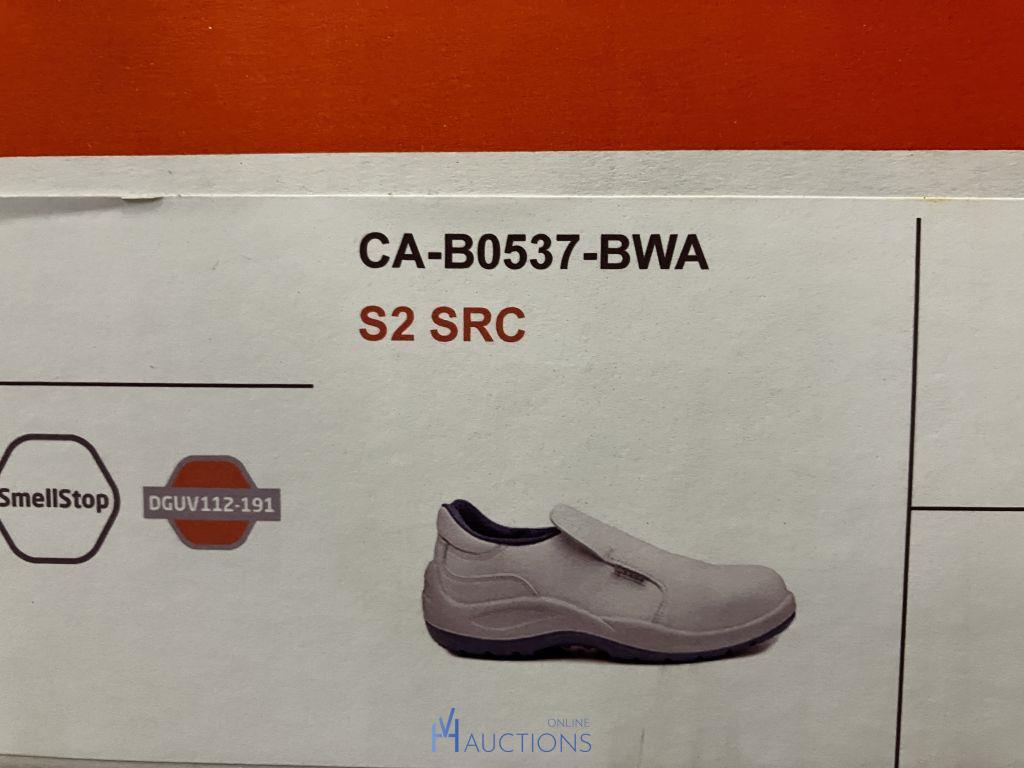 CA-B0537-BWA
S2 SRC
SmellStop
DGUV112-191
ONLINE
AUCTIONS